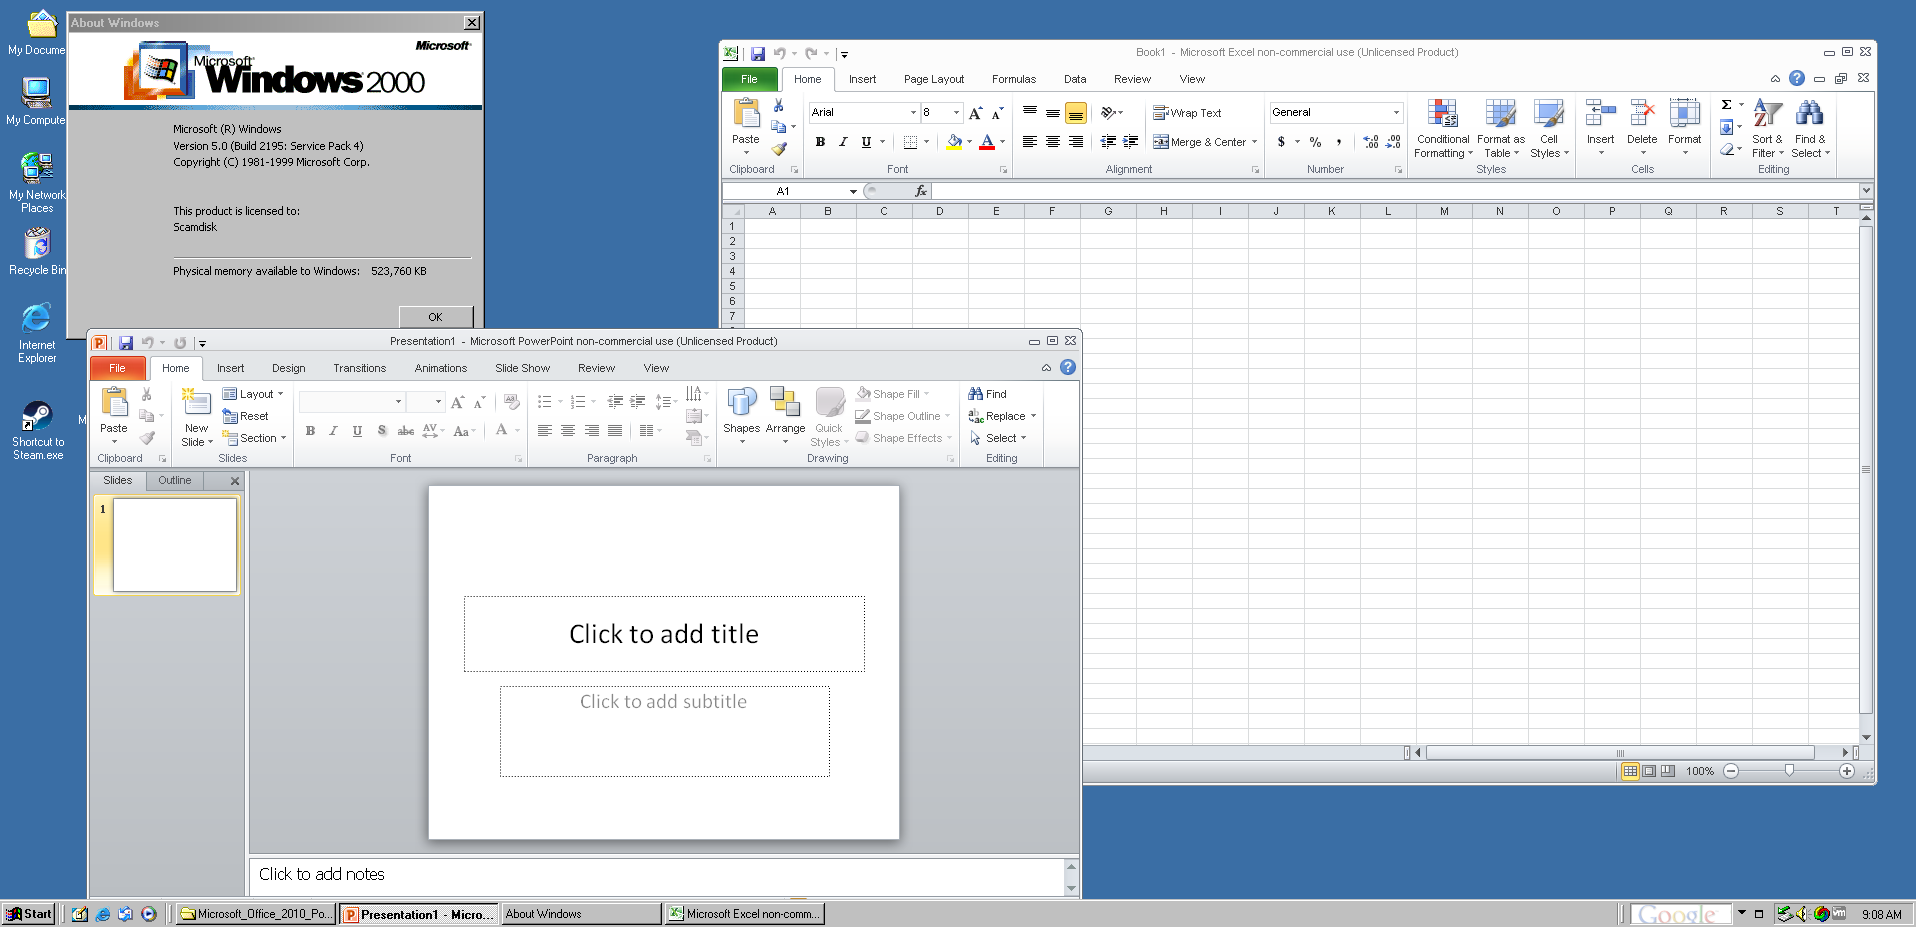 My Docume
My Compute
My Network
Places
Recycle Bin
Internet
Explorer
Shortcut to
Steam.exe
M
About Windows
Microsoft
Microsoft
Windows 2000
Microsoft (R) Windows
Version 5.0 (Build 2195: Service Pack 4)
Copyright (C) 1981-1999 Microsoft Corp.
This product is licensed to:
Scamdisk
Physical memory available to Windows: 523,760 KB
OK
Book1 - Microsoft Excel non-commercial use (Unlicensed Product)
File Home Insert Page Layout Formulas Data Review View
Paste
Clipboard
Arial 8
B I U
Font
Wrap Text
Merge & Center
Alignment
General
$ % ,
Number
Conditional Formatting
Format as Table
Cell Styles
Styles
Insert Delete Format
Cells
Σ
Sort & Filter
Find & Select
Editing
A1 fx
A B C D E F G H I J K L M N O P Q R S T
1
2
3
4
5
6
7
100%
Presentation1 - Microsoft PowerPoint non-commercial use (Unlicensed Product)
File Home Insert Design Transitions Animations Slide Show Review View
Paste
Clipboard
New Slide
Layout
Reset
Section
Slides
B I U S abc AV Aa A
Font
Paragraph
Shapes Arrange Quick Styles
Shape Fill
Shape Outline
Shape Effects
Drawing
Find
Replace
Select
Editing
Slides Outline
1
Click to add title
Click to add subtitle
Click to add notes
Start
Microsoft_Office_2010_Po...
Presentation1 - Micro...
About Windows
Microsoft Excel non-comm...
Google
9:08 AM